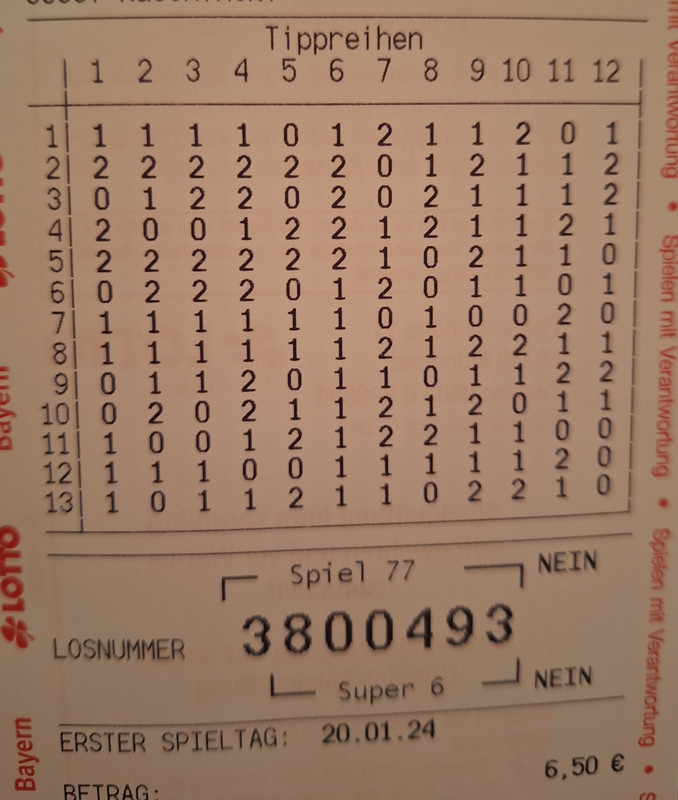 Tippreihen
1 2 3 4 5 6 7 8 9 10 11 12
1 1 1 1 1 0 1 2 1 1 2 0 1
2 2 2 2 2 2 2 0 1 2 1 1 2
3 0 1 2 2 0 2 0 2 1 1 1 2
4 2 0 0 1 2 2 1 2 1 1 2 1
5 2 2 2 2 2 2 1 0 2 1 1 0
6 0 2 2 2 0 1 2 0 1 1 0 1
7 1 1 1 1 1 1 0 1 0 0 2 0
8 1 1 1 1 1 1 2 1 2 2 1 1
9 0 1 1 2 0 1 1 0 1 1 2 2
10 0 2 0 2 1 1 2 1 2 0 1 1
11 1 0 0 1 2 1 2 2 1 1 0 0
12 1 1 1 0 0 1 1 1 1 1 2 0
13 1 0 1 1 2 1 1 0 2 2 1 0
Spiel 77 NEIN
LOSNUMMER 3800493
Super 6 NEIN
ERSTER SPIELTAG: 20.01.24
6,50 €
BETRAG:
Bayern
LOTTO
Bayern
mit Verantwortung • Spielen mit Verantwortung • Spielen mit Verantwortung •